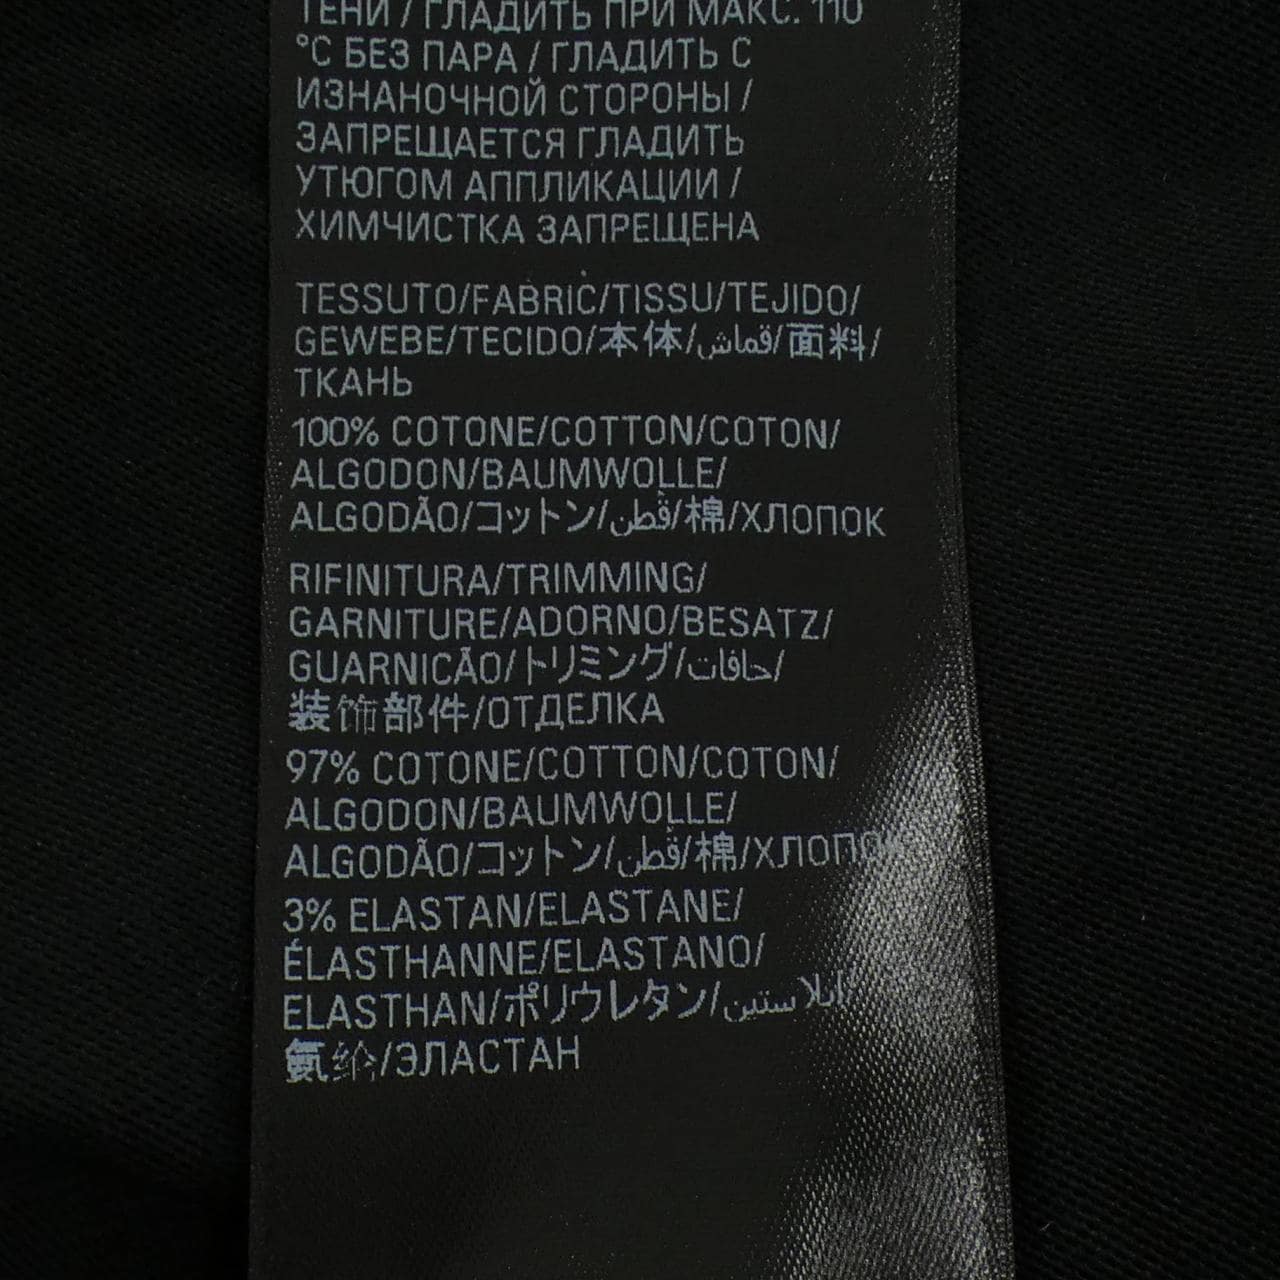 ТЕНИ / ГЛАДИТЬ ПРИ МАКС. 110
°С БЕЗ ПАРА / ГЛАДИТЬ С
ИЗНАНОЧНОЙ СТОРОНЫ /
ЗАПРЕЩАЕТСЯ ГЛАДИТЬ
УТЮГОМ АППЛИКАЦИИ /
ХИМЧИСТКА ЗАПРЕЩЕНА
TESSUTO/FABRIC/TISSU/TEJIDO/
GEWEBE/TECIDO/本体/قماش/面料/
ТКАНЬ
100% COTONE/COTTON/COTON/
ALGODON/BAUMWOLLE/
ALGODÃO/コットン/قطن/棉/ХЛОПОК
RIFINITURA/TRIMMING/
GARNITURE/ADORNO/BESATZ/
GUARNICÃO/トリミング/حافات/
装饰部件/ОТДЕЛКА
97% COTONE/COTTON/COTON/
ALGODON/BAUMWOLLE/
ALGODÃO/コットン/قطن/棉/ХЛОПОК
3% ELASTAN/ELASTANE/
ÉLASTHANNE/ELASTANO/
ELASTHAN/ポリウレタン/ايلاستين/
氨纶/ЭЛАСТАН